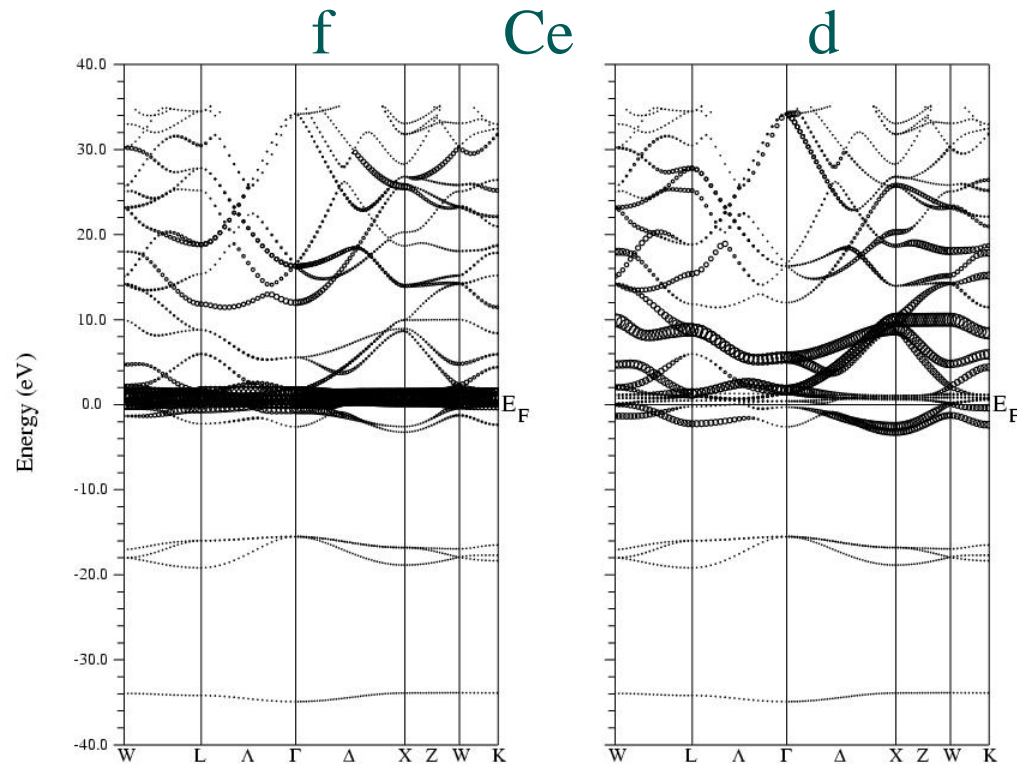 f Ce d
40.0
30.0
20.0
10.0
0.0
-10.0
-20.0
-30.0
-40.0
Energy (eV)
E_F
E_F
W L Λ Γ Δ X Z W K
W L Λ Γ Δ X Z W K